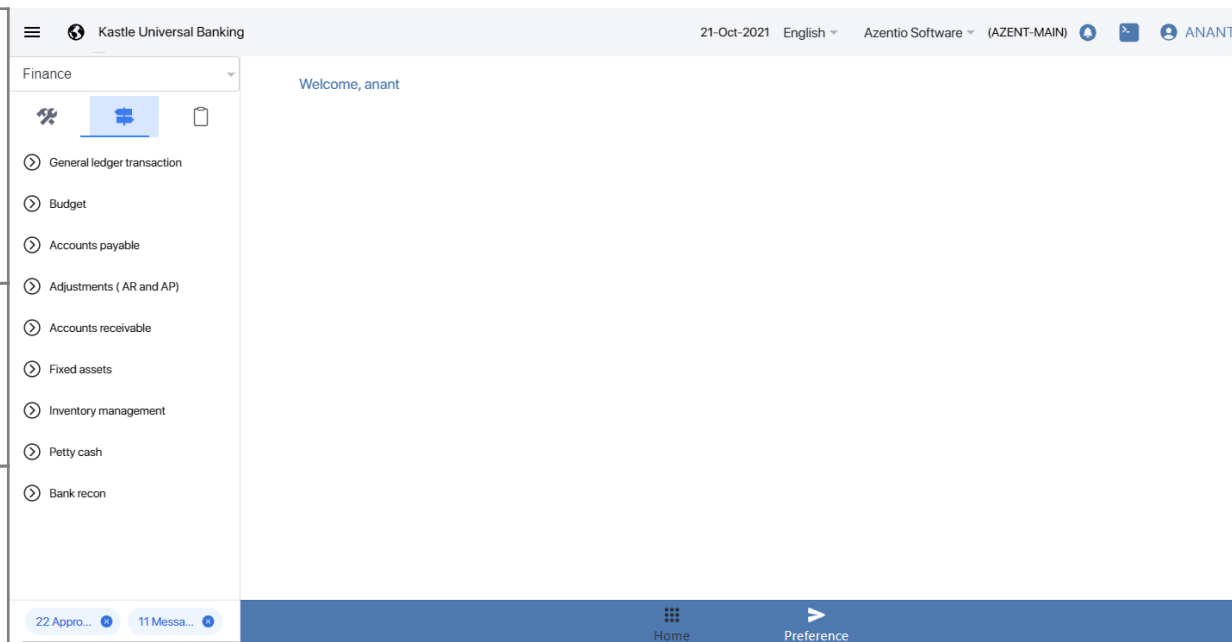 Kastle Universal Banking
21-Oct-2021 English Azentio Software (AZENT-MAIN) ANANT
Finance
Welcome, anant
General ledger transaction
Budget
Accounts payable
Adjustments ( AR and AP)
Accounts receivable
Fixed assets
Inventory management
Petty cash
Bank recon
22 Appro... 11 Messa...
Home Preference